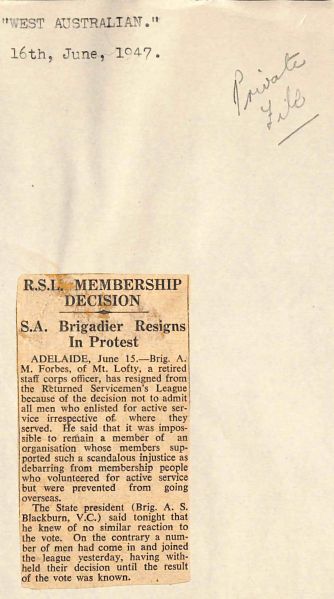 "WEST AUSTRALIAN."
16th, June, 1947.
Private
File
R.S.L. MEMBERSHIP
DECISION
S.A. Brigadier Resigns
In Protest
ADELAIDE, June 15.—Brig. A.
M. Forbes, of Mt. Lofty, a retired
staff corps officer, has resigned from
the Returned Servicemen's League
because of the decision not to admit
all men who enlisted for active ser-
vice irrespective of where they
served. He said that it was impos-
sible to remain a member of an
organisation whose members sup-
ported such a scandalous injustice as
debarring from membership people
who volunteered for active service
but were prevented from going
overseas.
The State president (Brig. A. S.
Blackburn, V.C.) said tonight that
he knew of no similar reaction to
the vote. On the contrary a num-
ber of men had come in and joined
the league yesterday, having with-
held their decision until the result
of the vote was known.